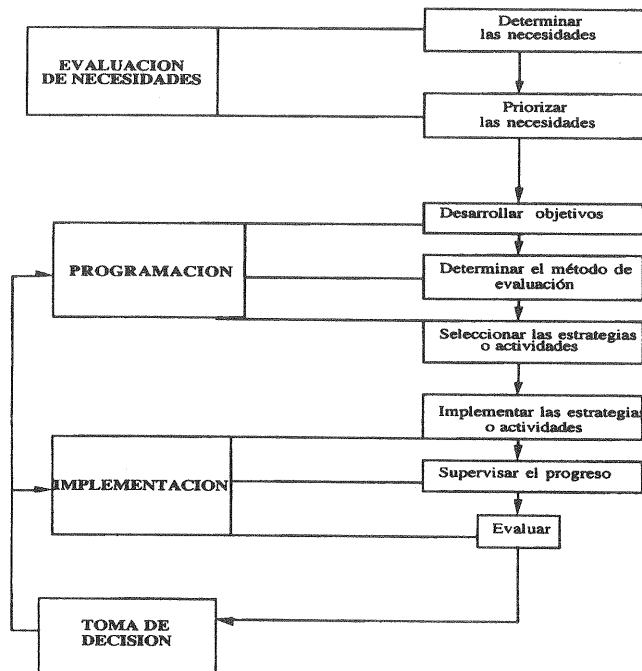 Determinar
las necesidades
EVALUACION
DE NECESIDADES
Priorizar
las necesidades
Desarrollar objetivos
PROGRAMACION
Determinar el método de
evaluación
Seleccionar las estrategias
o actividades
Implementar las estrategias
o actividades
IMPLEMENTACION
Supervisar el progreso
Evaluar
TOMA DE
DECISION